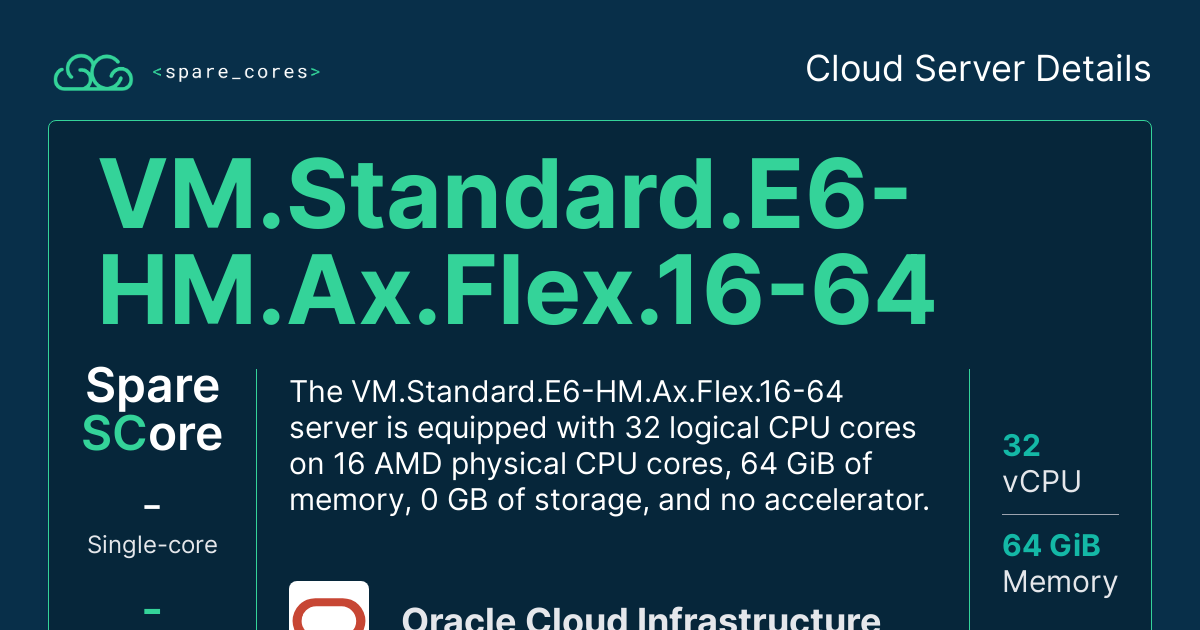 <spare_cores>
Cloud Server Details
VM.Standard.E6-
HM.Ax.Flex.16-64
Spare
SCore
–
Single-core
–
The VM.Standard.E6-HM.Ax.Flex.16-64
server is equipped with 32 logical CPU cores
on 16 AMD physical CPU cores, 64 GiB of
memory, 0 GB of storage, and no accelerator.
Oracle Cloud Infrastructure
32
vCPU
64 GiB
Memory